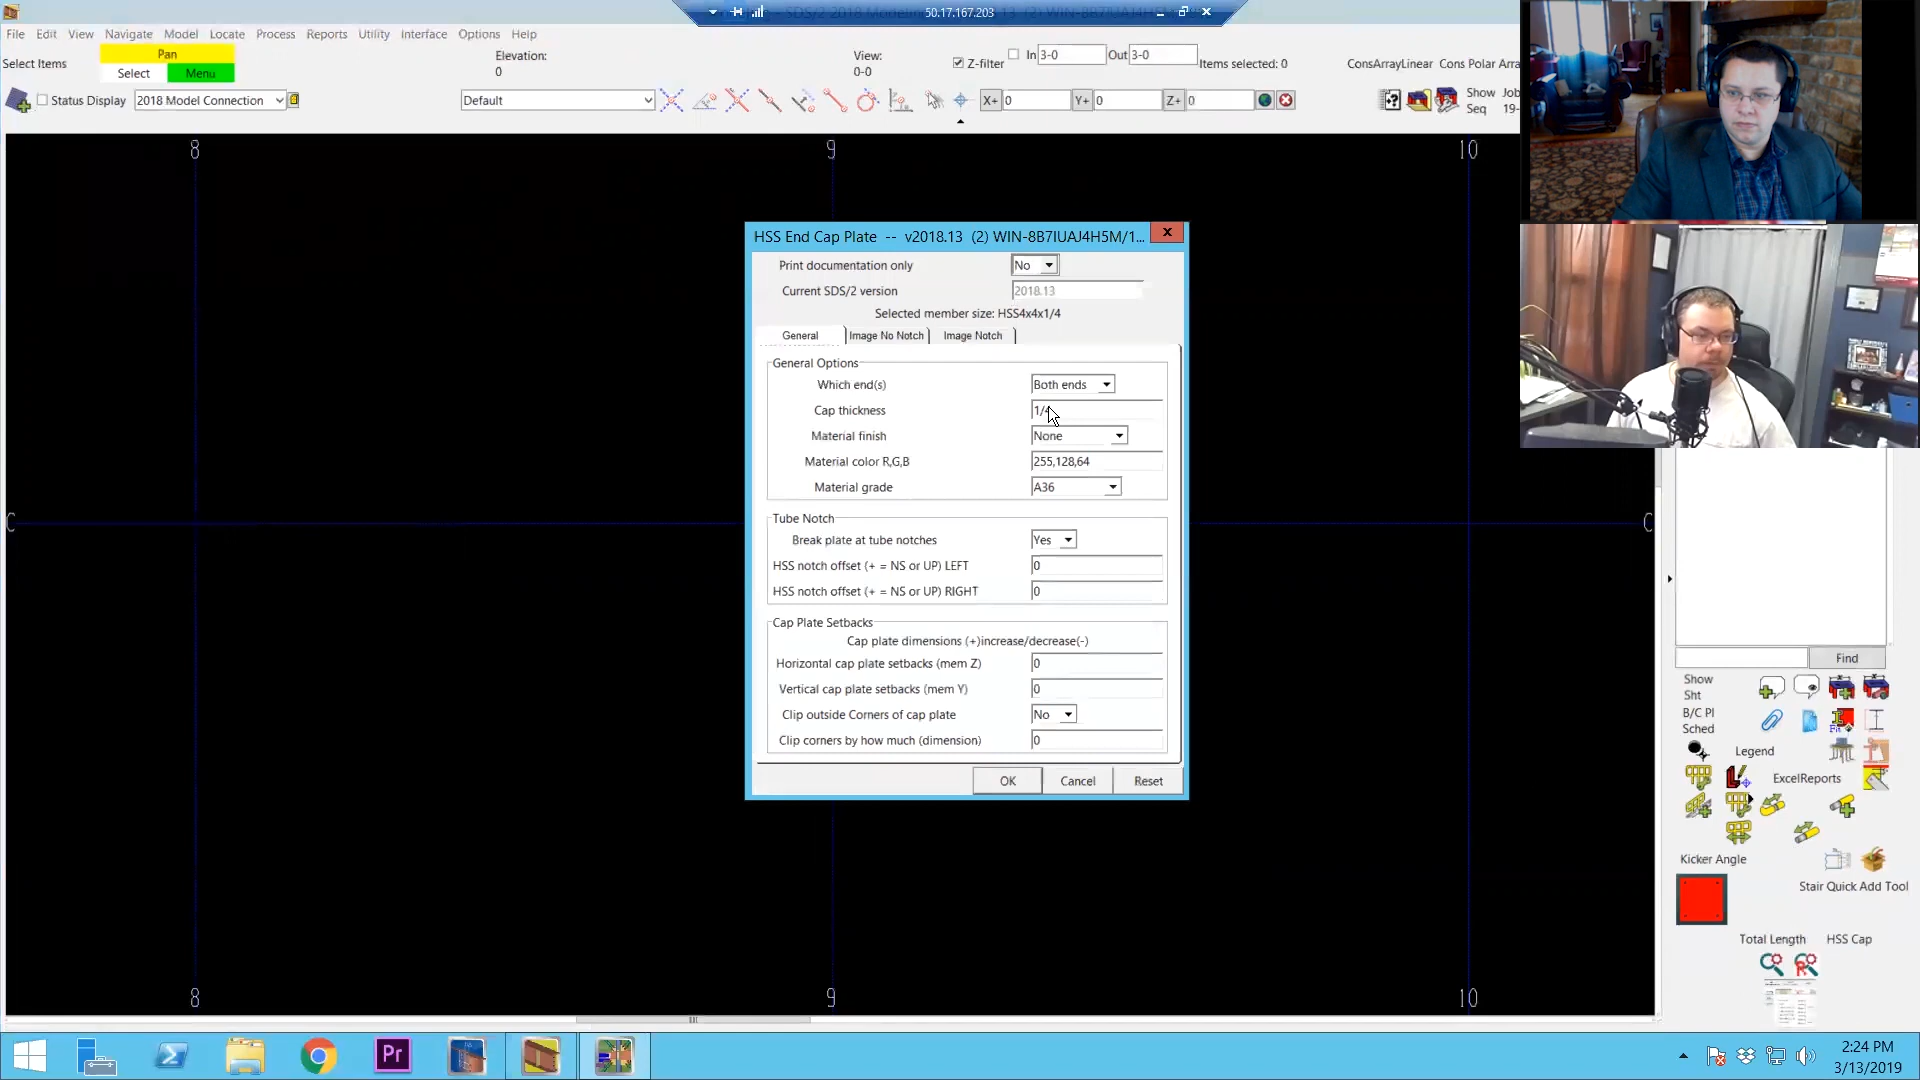 50.17.167.203
File Edit View Navigate Locate Model Process Reports Utility Interface Options Help
Select Items
Pan
Select Menu
Elevation:
0
View:
0-0
Z-filter In 3-0 Out 3-0 Items selected: 0
ConsArrayLinear Cons Polar Arra
Status Display 2018 Model Connection
Default
X+ 0 Y+ 0 Z+ 0
Show
Seq
Job
19-
8 9 10
HSS End Cap Plate -- v2018.13 (2) WIN-8B7IUAJ4H5M/1...
Print documentation only No
Current SDS/2 version 2018.13
Selected member size: HSS4x4x1/4
General Image No Notch Image Notch
General Options
Which end(s) Both ends
Cap thickness 1/4
Material finish None
Material color R,G,B 255,128,64
Material grade A36
C C
Tube Notch
Break plate at tube notches Yes
HSS notch offset (+ = NS or UP) LEFT 0
HSS notch offset (+ = NS or UP) RIGHT 0
Cap Plate Setbacks
Cap plate dimensions (+)increase/decrease(-)
Horizontal cap plate setbacks (mem Z) 0
Vertical cap plate setbacks (mem Y) 0
Clip outside Corners of cap plate No
Clip corners by how much (dimension) 0
OK Cancel Reset
8 9 10
Find
Show
Sht
B/C Pl
Sched
Legend
ExcelReports
Kicker Angle
Stair Quick Add Tool
Total Length HSS Cap
Pr
2:24 PM
3/13/2019